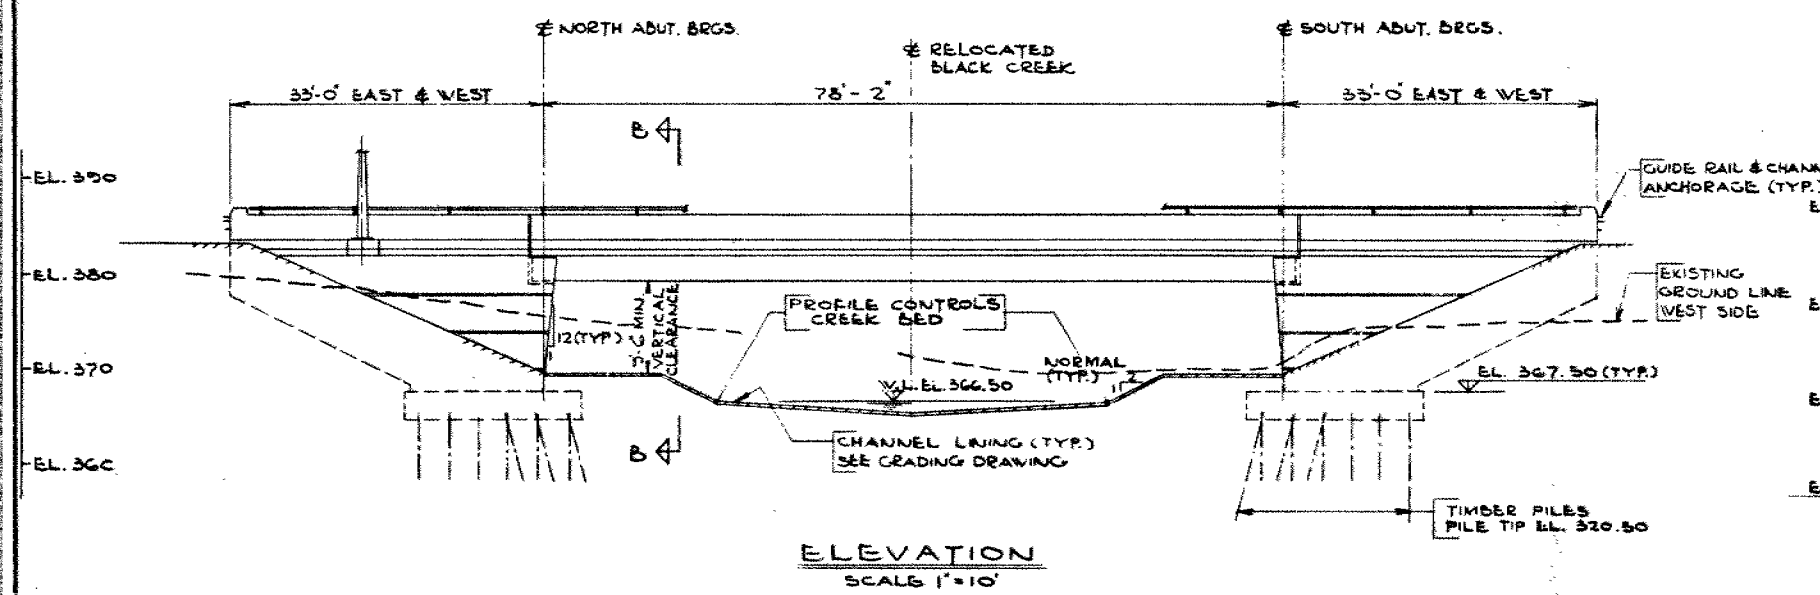 ℄ NORTH ABUT. BRGS.
℄ RELOCATED
BLACK CREEK
℄ SOUTH ABUT. BRGS.
33'-0" EAST & WEST
78'-2"
33'-0" EAST & WEST
B
EL. 390
GUIDE RAIL & CHANN
ANCHORAGE (TYP.)
E
EL. 380
EXISTING
GROUND LINE
WEST SIDE
E
PROFILE CONTROLS
CREEK BED
12 (TYP.)
MIN.
VERTICAL
CLEARANCE
EL. 370
NORMAL
(TYP.)
2
1
EL. 366.50
EL. 367.50 (TYP.)
E
CHANNEL LINING (TYP.)
SEE GRADING DRAWING
B
EL. 360
E
TIMBER PILES
PILE TIP EL. 320.50
ELEVATION
SCALE 1"=10'